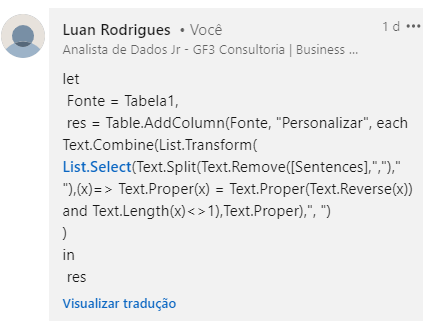 Luan Rodrigues • Você
1 d •••
Analista de Dados Jr - GF3 Consultoria | Business ...
let
Fonte = Tabela1,
res = Table.AddColumn(Fonte, "Personalizar", each
Text.Combine(List.Transform(
List.Select(Text.Split(Text.Remove([Sentences],","),"
"),(x)=> Text.Proper(x) = Text.Proper(Text.Reverse(x))
and Text.Length(x)<>1),Text.Proper),", ")
)
in
res
Visualizar tradução